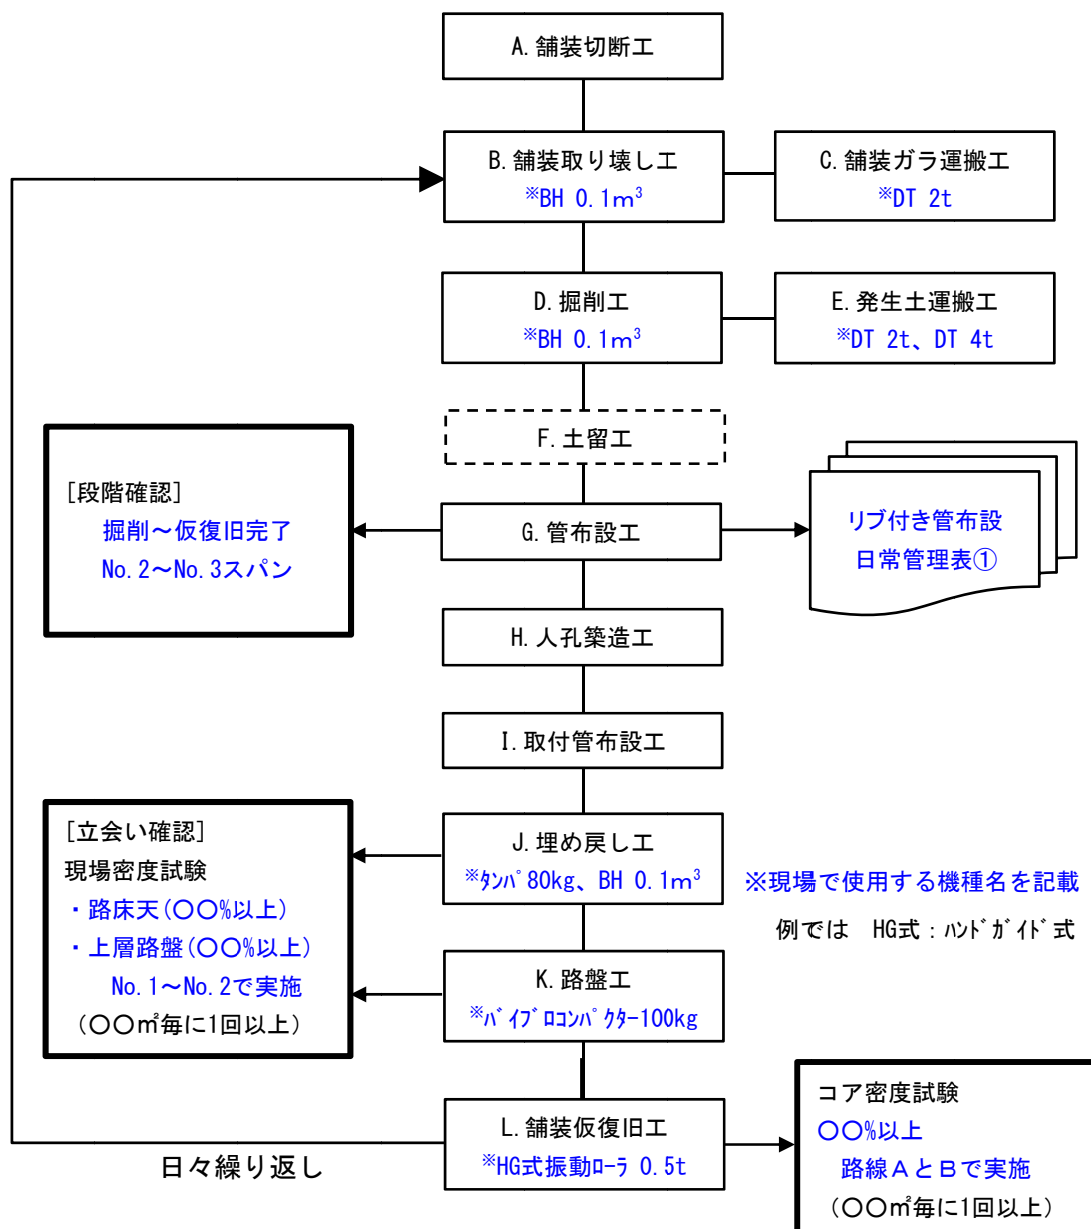 A.舗装切断工
B.舗装取り壊し工
※BH 0.1m³
C.舗装ガラ運搬工
※DT 2t
D.掘削工
※BH 0.1m³
E.発生土運搬工
※DT 2t、DT 4t
F.土留工
[段階確認]
掘削～仮復旧完了
No.2～No.3スパン
G.管布設工
リブ付き管布設
日常管理表①
H.人孔築造工
I.取付管布設工
[立会い確認]
現場密度試験
・路床天(〇〇%以上)
・上層路盤(〇〇%以上)
No.1～No.2で実施
(〇〇㎡毎に1回以上)
J.埋め戻し工
※ﾀﾝﾊﾟ80kg、BH 0.1m³
※現場で使用する機種名を記載
例では HG式：ﾊﾝﾄﾞｶﾞｲﾄﾞ式
K.路盤工
※ﾊﾞｲﾌﾞﾛｺﾝﾊﾟｸﾀｰ100kg
L.舗装仮復旧工
※HG式振動ﾛｰﾗ 0.5t
日々繰り返し
コア密度試験
〇〇%以上
路線AとBで実施
(〇〇㎡毎に1回以上)